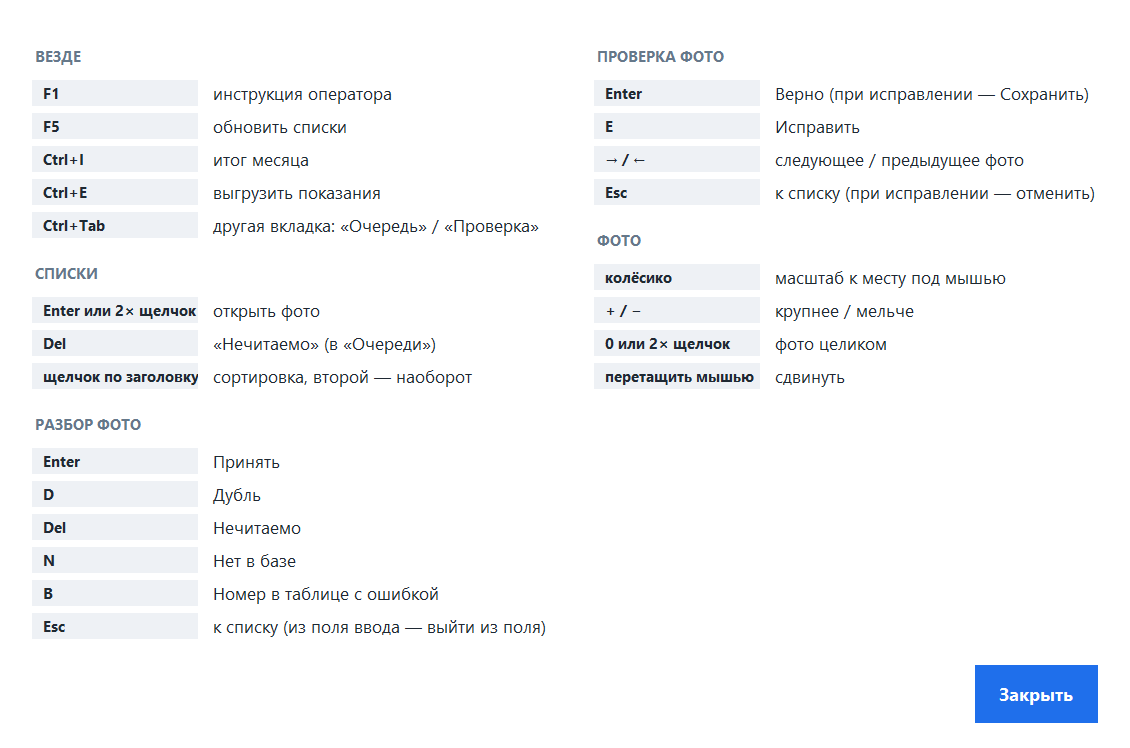 ВЕЗДЕ
F1 инструкция оператора
F5 обновить списки
Ctrl+I итог месяца
Ctrl+E выгрузить показания
Ctrl+Tab другая вкладка: «Очередь» / «Проверка»
СПИСКИ
Enter или 2× щелчок открыть фото
Del «Нечитаемо» (в «Очереди»)
щелчок по заголовку сортировка, второй — наоборот
РАЗБОР ФОТО
Enter Принять
D Дубль
Del Нечитаемо
N Нет в базе
B Номер в таблице с ошибкой
Esc к списку (из поля ввода — выйти из поля)
ПРОВЕРКА ФОТО
Enter Верно (при исправлении — Сохранить)
E Исправить
→ / ← следующее / предыдущее фото
Esc к списку (при исправлении — отменить)
ФОТО
колёсико масштаб к месту под мышью
+ / − крупнее / мельче
0 или 2× щелчок фото целиком
перетащить мышью сдвинуть
Закрыть